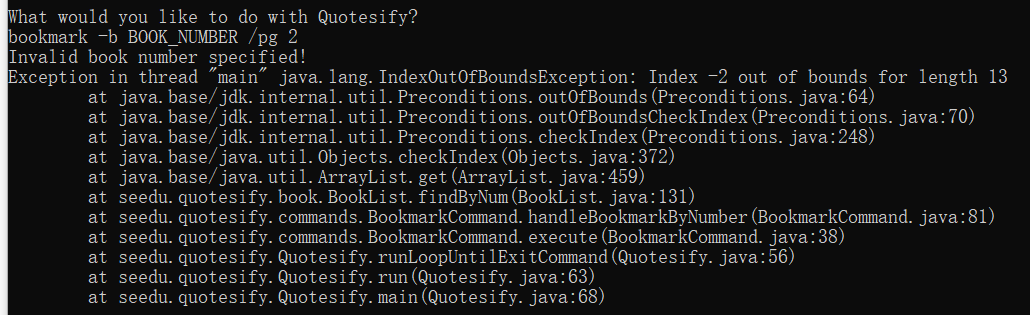 What would you like to do with Quotesify?
bookmark -b BOOK_NUMBER /pg 2
Invalid book number specified!
Exception in thread "main" java.lang.IndexOutOfBoundsException: Index -2 out of bounds for length 13
at java.base/jdk.internal.util.Preconditions.outOfBounds(Preconditions.java:64)
at java.base/jdk.internal.util.Preconditions.outOfBoundsCheckIndex(Preconditions.java:70)
at java.base/jdk.internal.util.Preconditions.checkIndex(Preconditions.java:248)
at java.base/java.util.Objects.checkIndex(Objects.java:372)
at java.base/java.util.ArrayList.get(ArrayList.java:459)
at seedu.quotesify.book.BookList.findByNum(BookList.java:131)
at seedu.quotesify.commands.BookmarkCommand.handleBookmarkByNumber(BookmarkCommand.java:81)
at seedu.quotesify.commands.BookmarkCommand.execute(BookmarkCommand.java:38)
at seedu.quotesify.Quotesify.runLoopUntilExitCommand(Quotesify.java:56)
at seedu.quotesify.Quotesify.run(Quotesify.java:63)
at seedu.quotesify.Quotesify.main(Quotesify.java:68)